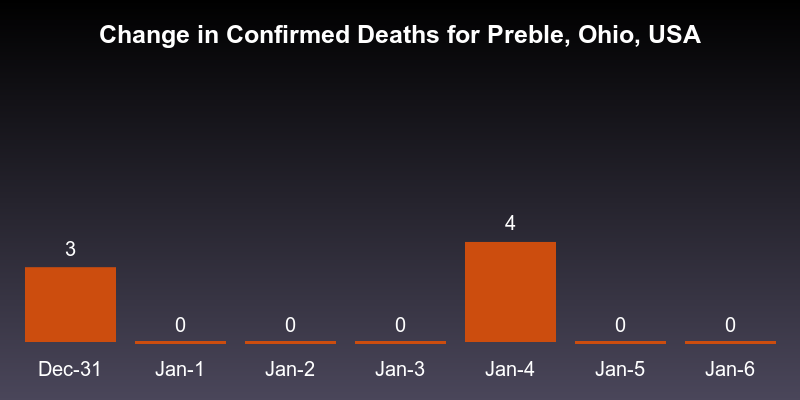 Change in Confirmed Deaths for Preble, Ohio, USA
4
3
0 0 0 0 0
Dec-31 Jan-1 Jan-2 Jan-3 Jan-4 Jan-5 Jan-6